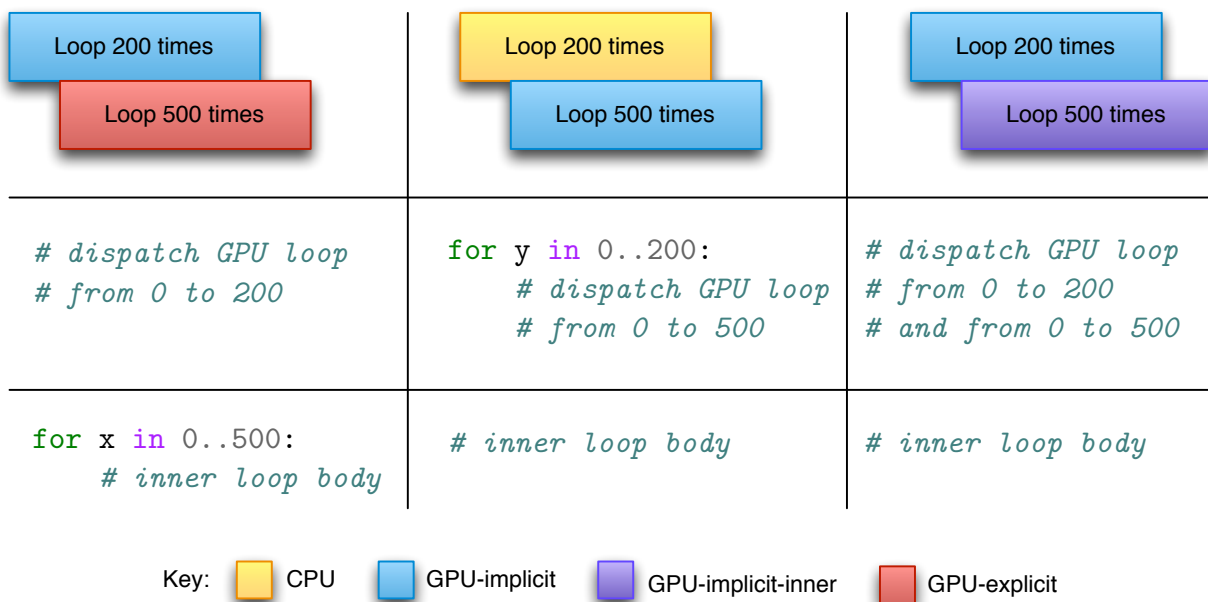 Loop 200 times
Loop 500 times
Loop 200 times
Loop 500 times
Loop 200 times
Loop 500 times
# dispatch GPU loop
# from 0 to 200
for y in 0..200:
# dispatch GPU loop
# from 0 to 500
# dispatch GPU loop
# from 0 to 200
# and from 0 to 500
for x in 0..500:
# inner loop body
# inner loop body
# inner loop body
Key: CPU GPU-implicit GPU-implicit-inner GPU-explicit